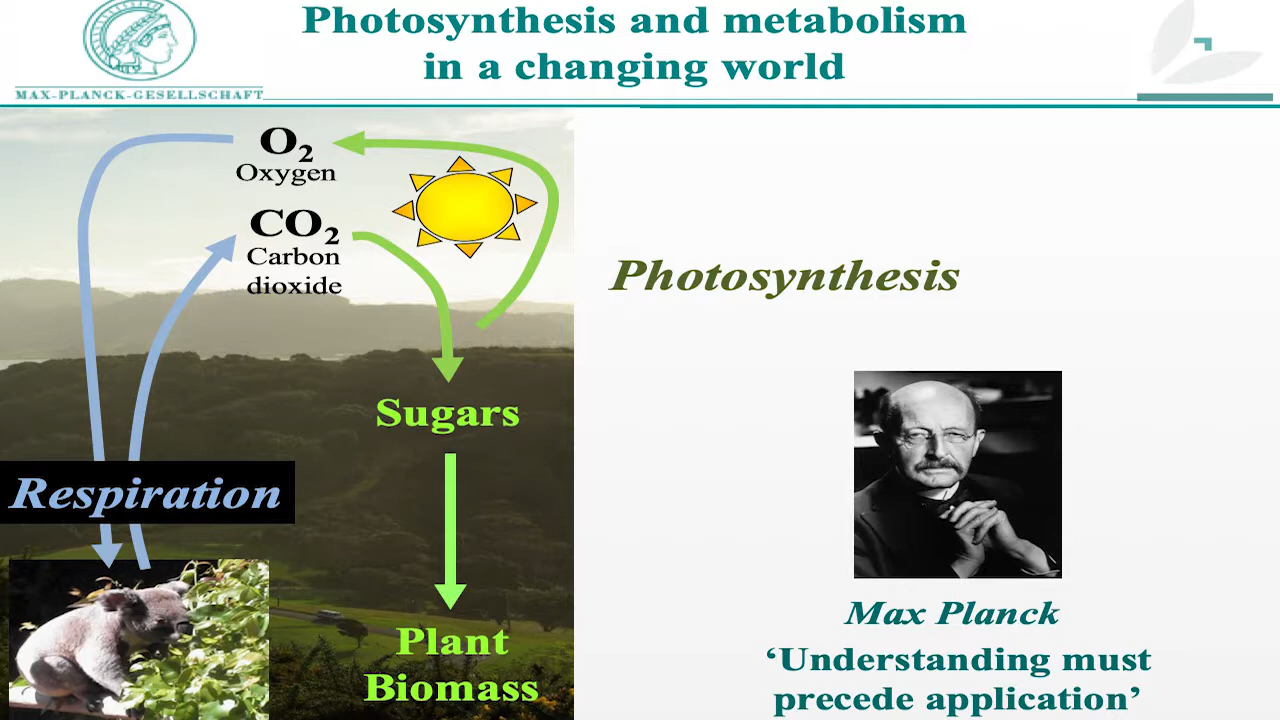 Photosynthesis and metabolism
in a changing world
MAX-PLANCK-GESELLSCHAFT
O₂
Oxygen
CO₂
Carbon
dioxide
Photosynthesis
Sugars
Respiration
Plant
Biomass
Max Planck
‘Understanding must
precede application’